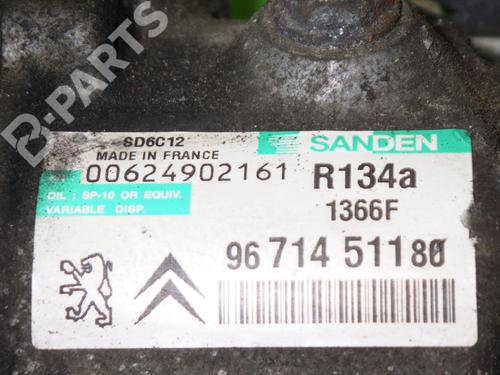 B-PARTS
SD6C12
MADE IN FRANCE
SANDEN
00624902161
R134a
OIL : SP-10 OR EQUIV.
VARIABLE DISP.
1366F
96 714 511 80